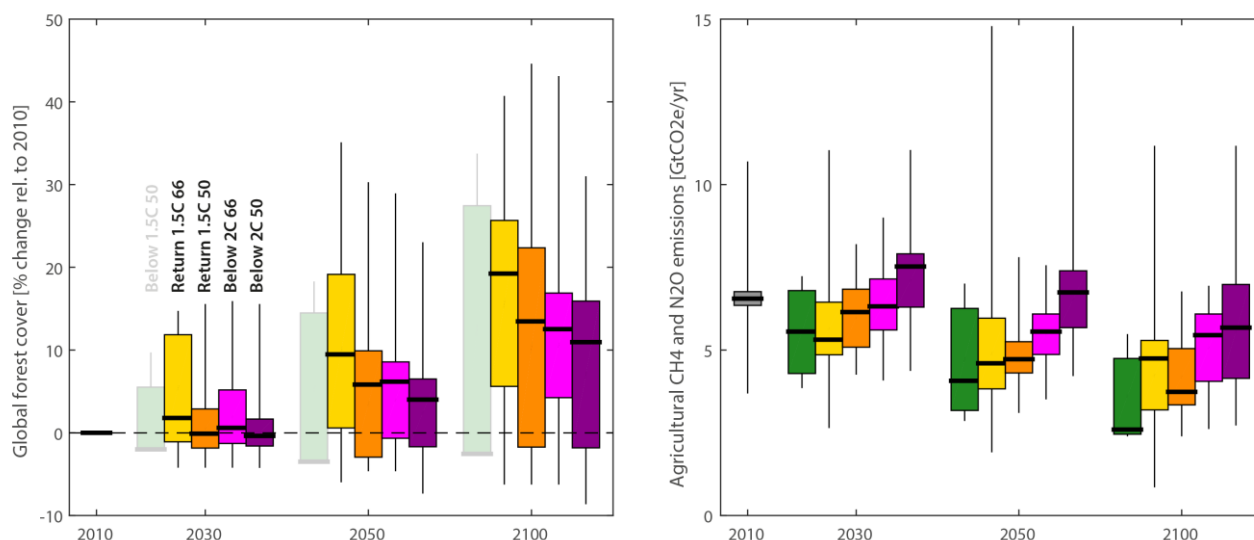 Global forest cover [% change rel. to 2010]
50
40
30
20
10
0
-10
Below 1.5C 50
Return 1.5C 66
Return 1.5C 50
Below 2C 66
Below 2C 50
2010
2030
2050
2100
Agricultural CH4 and N2O emissions [GtCO2e/yr]
15
10
5
0
2010
2030
2050
2100